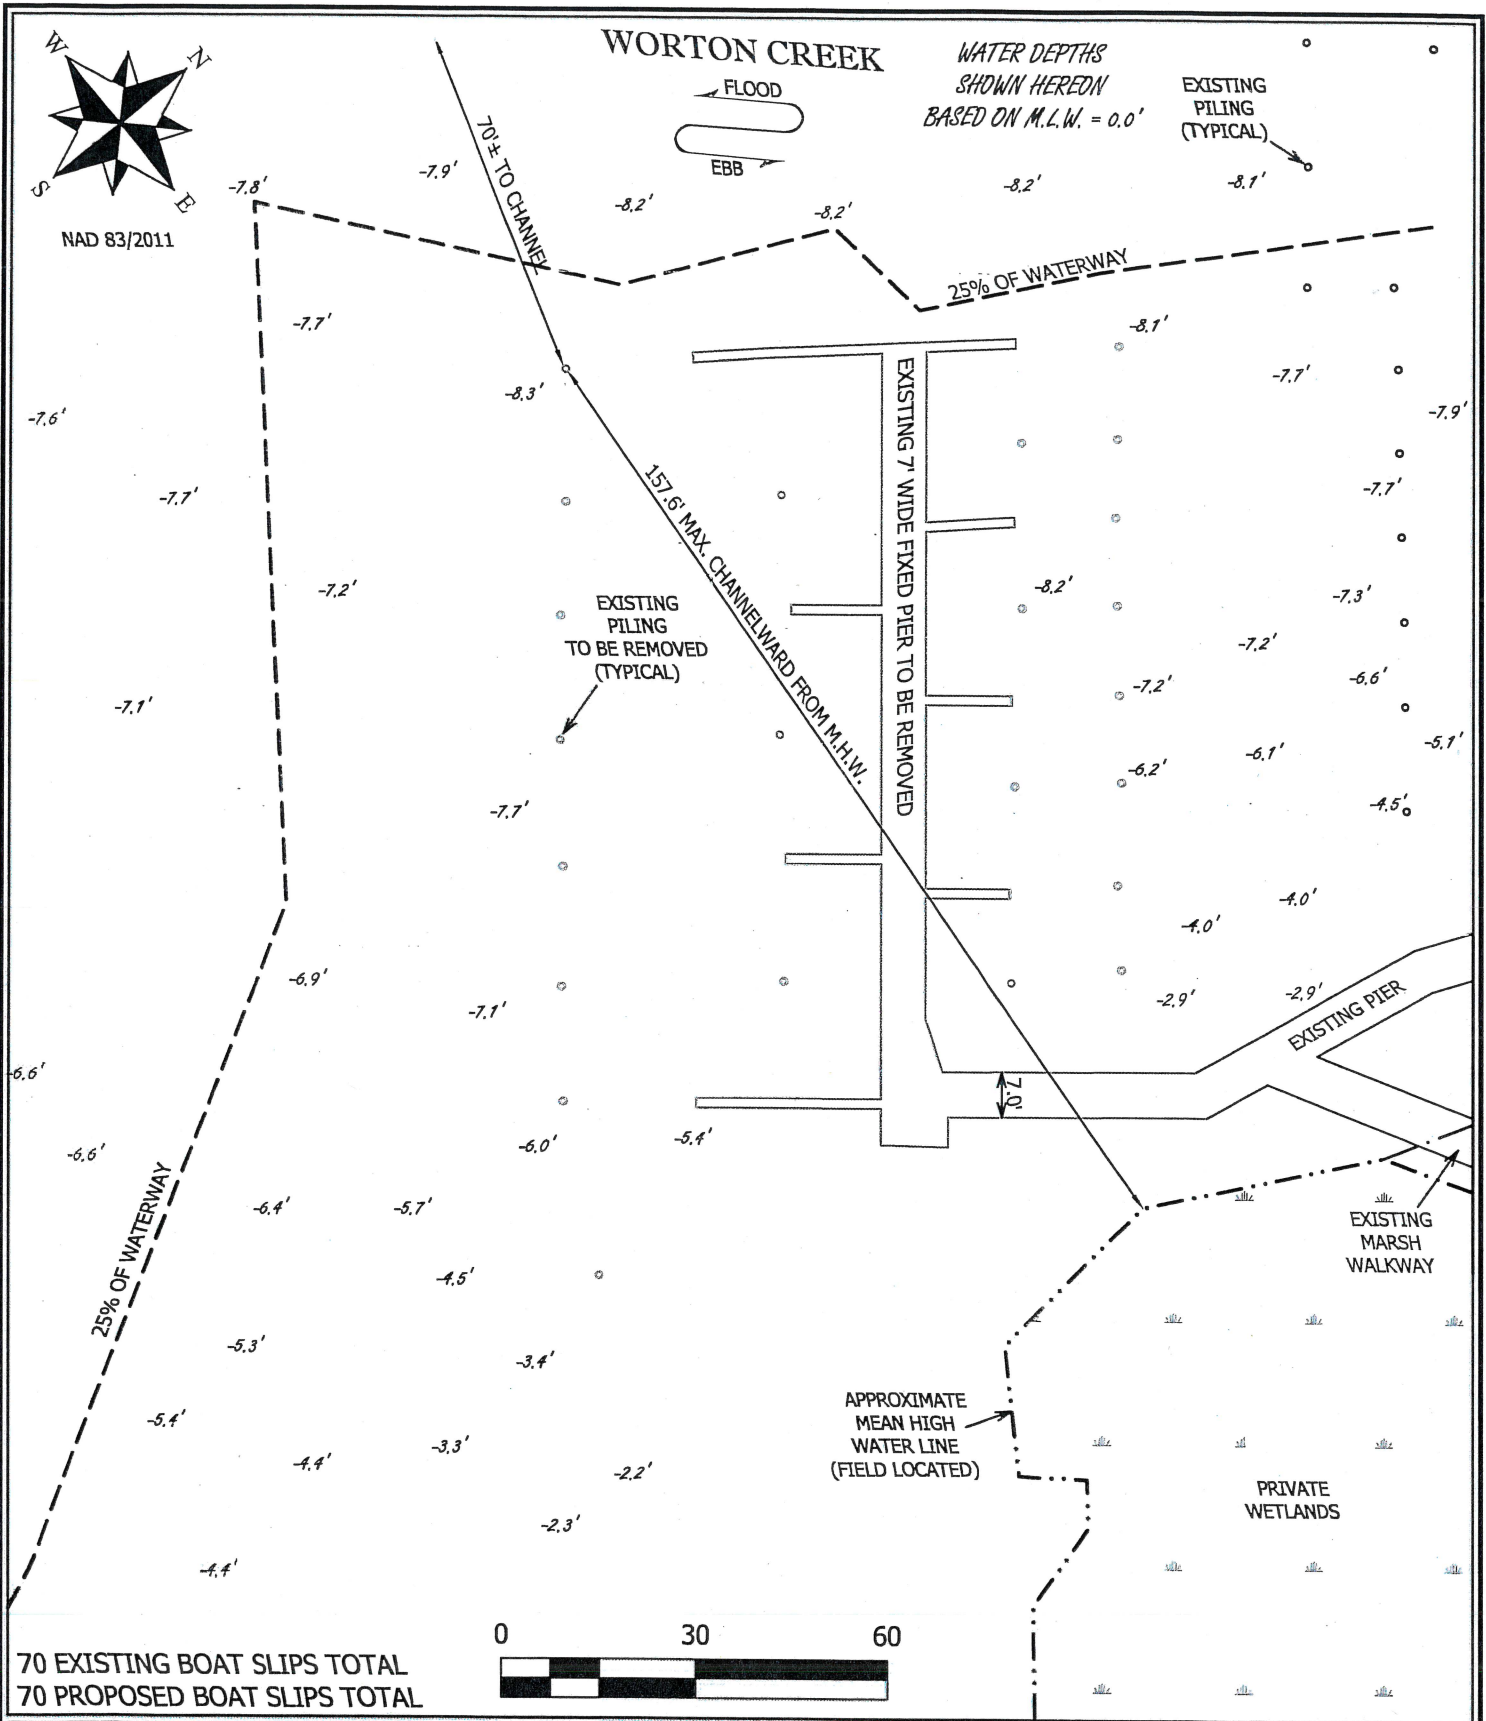 WORTON CREEK
FLOOD
EBB
WATER DEPTHS
SHOWN HEREON
BASED ON M.L.W. = 0.0'
EXISTING
PILING
(TYPICAL)
W
N
S
E
NAD 83/2011
70'± TO CHANNEL
-7.8'
-7.9'
-8.2'
-8.2'
-8.2'
-8.1'
25% OF WATERWAY
-7.7'
-8.1'
-7.7'
-7.9'
-7.6'
-8.3'
EXISTING 7' WIDE FIXED PIER TO BE REMOVED
157.6' MAX. CHANNELWARD FROM M.H.W.
-7.7'
-7.7'
-7.2'
EXISTING
PILING
TO BE REMOVED
(TYPICAL)
-8.2'
-7.3'
-7.2'
-7.2'
-6.6'
-7.1'
-5.1'
-6.1'
-6.2'
-7.7'
-4.5'
-4.0'
-4.0'
-6.9'
-7.1'
-2.9'
-2.9'
EXISTING PIER
7.0'
-6.6'
-6.6'
-6.0'
-5.4'
25% OF WATERWAY
-6.4'
-5.7'
EXISTING
MARSH
WALKWAY
-4.5'
-5.3'
-3.4'
APPROXIMATE
MEAN HIGH
WATER LINE
(FIELD LOCATED)
-5.4'
-4.4'
-3.3'
-2.2'
PRIVATE
WETLANDS
-2.3'
-4.4'
0 30 60
70 EXISTING BOAT SLIPS TOTAL
70 PROPOSED BOAT SLIPS TOTAL